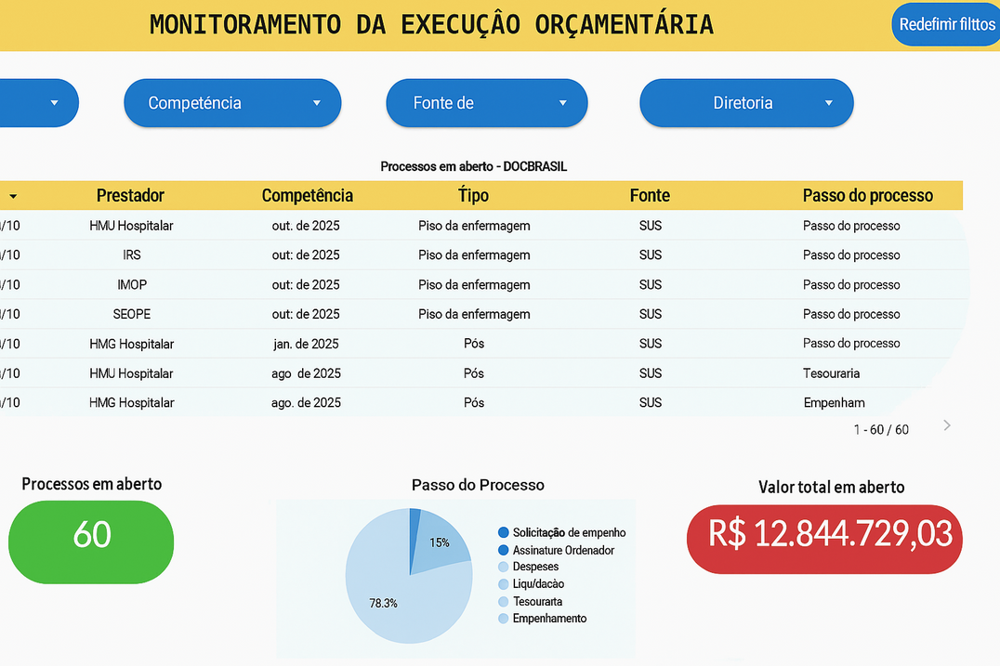 MONITORAMENTO DA EXECUÇÂO ORÇAMENTÁRIA
Redefimir filttos
Competéncia
Fonte de
Diretoria
Processos em aberto - DOCBRASIL
Prestador Competência Típo Fonte Passo do processo
/10 HMU Hospitalar out. de 2025 Piso da enfermagem SUS Passo do processo
/10 IRS out: de 2025 Piso da enfermagem SUS Passo do processo
/10 IMOP out: de 2025 Piso da enfermagem SUS Passo do processo
/10 SEOPE out: de 2025 Piso da enfermagem SUS Passo do processo
/10 HMG Hospitalar jan. de 2025 Pós SUS Passo do processo
/10 HMU Hospitalar ago de 2025 Pós SUS Tesouraria
/10 HMG Hospitalar ago. de 2025 Pós SUS Empenham
1 - 60 / 60
Processos em aberto
60
Passo do Processo
15%
78.3%
Solicitação de empenho
Assinature Ordenador
Despeses
Liqu/dacào
Tesourarta
Empenhamento
Valor total em aberto
R$ 12.844.729,03